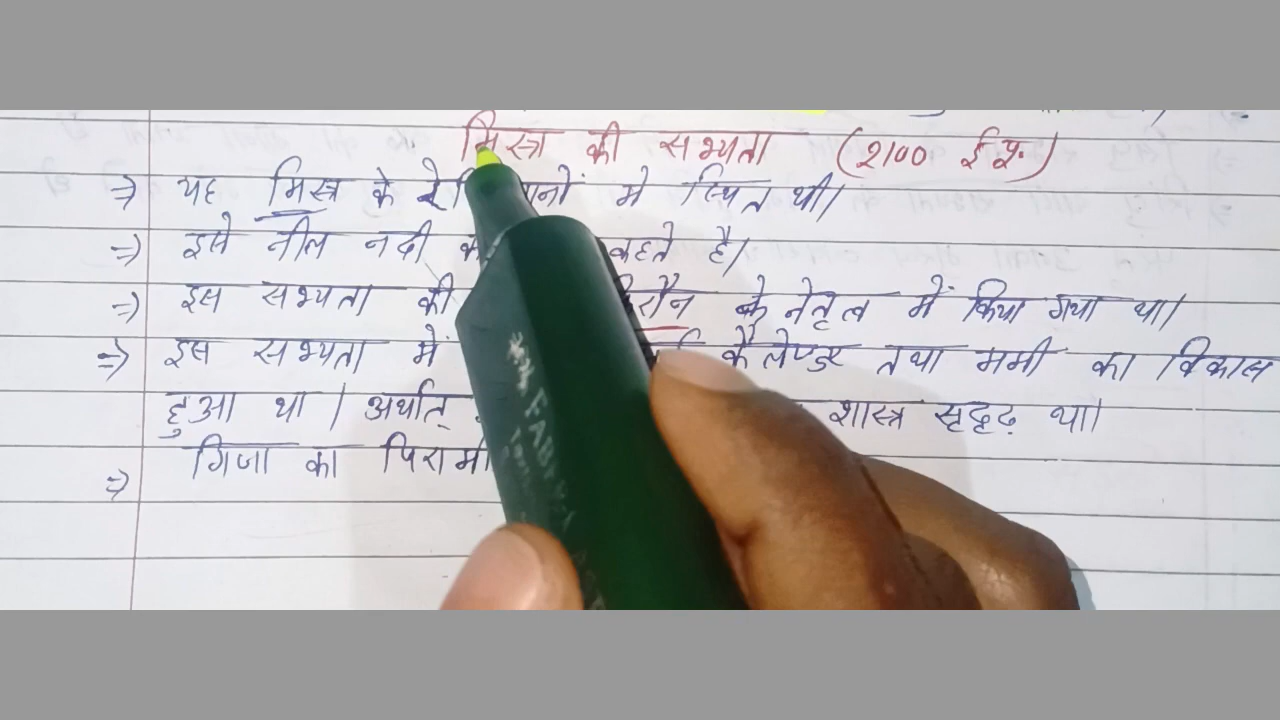 मिस्त्र की सभ्यता (2100 ई.पू.)
=> यह मिस्त्र के में स्थित थी।
=> इसे नील नदी कहते है।
=> इस सभ्यता की के नेतृत्व में किया गया था।
=> इस सभ्यता में कैलेण्डर तथा ममी का विकास
हुआ था। अर्थात् शास्त्र सृदृढ़ था।
=> गिजा का